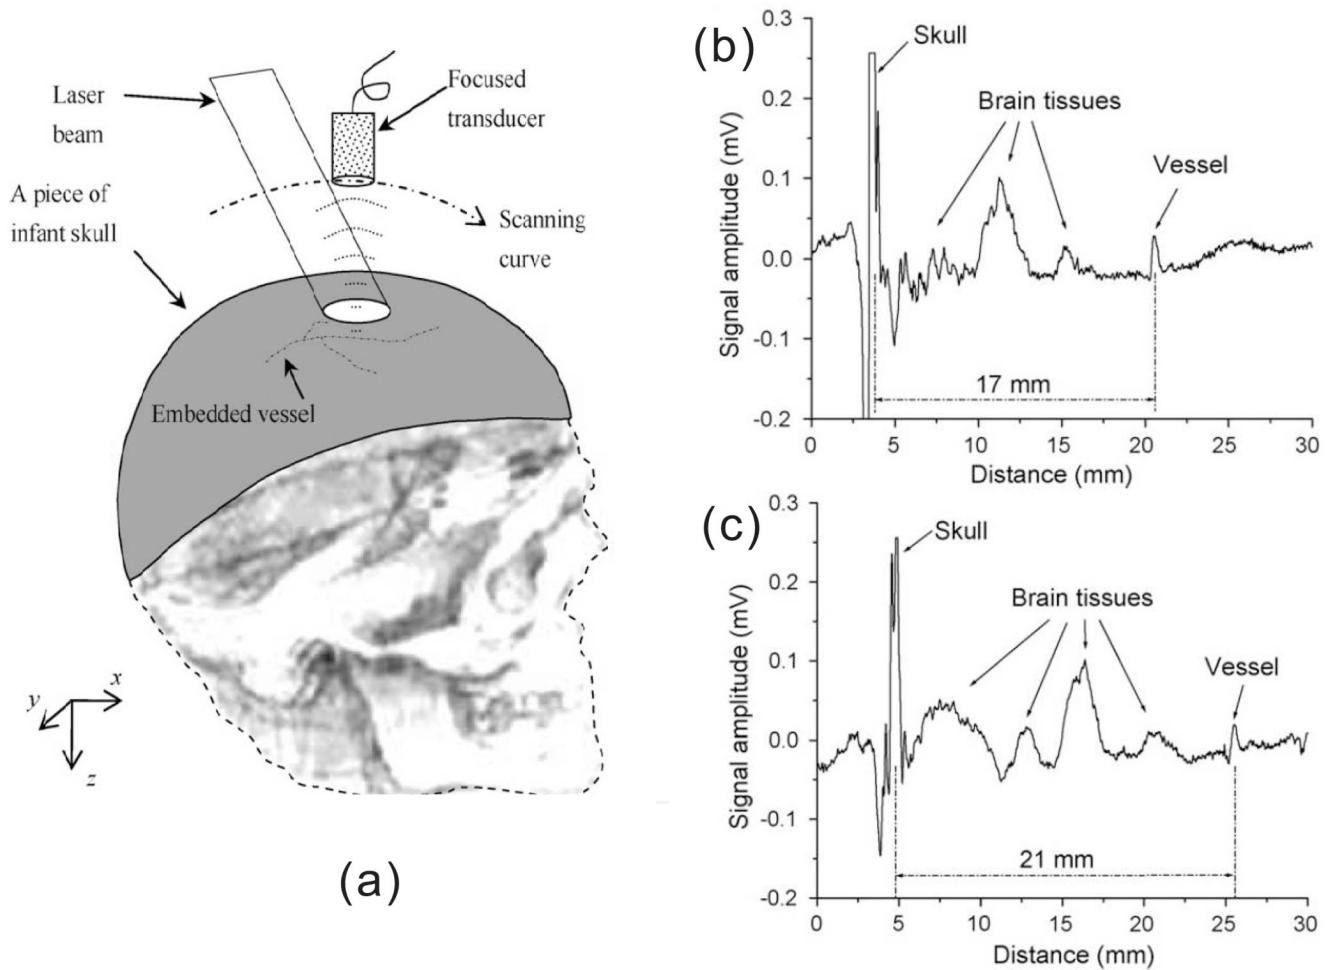 Laser
beam
Focused
transducer
A piece of
infant skull
Scanning
curve
Embedded vessel
x
y
z
(a)
(b)
0.3
0.2
0.1
0.0
-0.1
-0.2
Signal amplitude (mV)
Skull
Brain tissues
Vessel
17 mm
0 5 10 15 20 25 30
Distance (mm)
(c)
0.3
0.2
0.1
0.0
-0.1
-0.2
Signal amplitude (mV)
Skull
Brain tissues
Vessel
21 mm
0 5 10 15 20 25 30
Distance (mm)